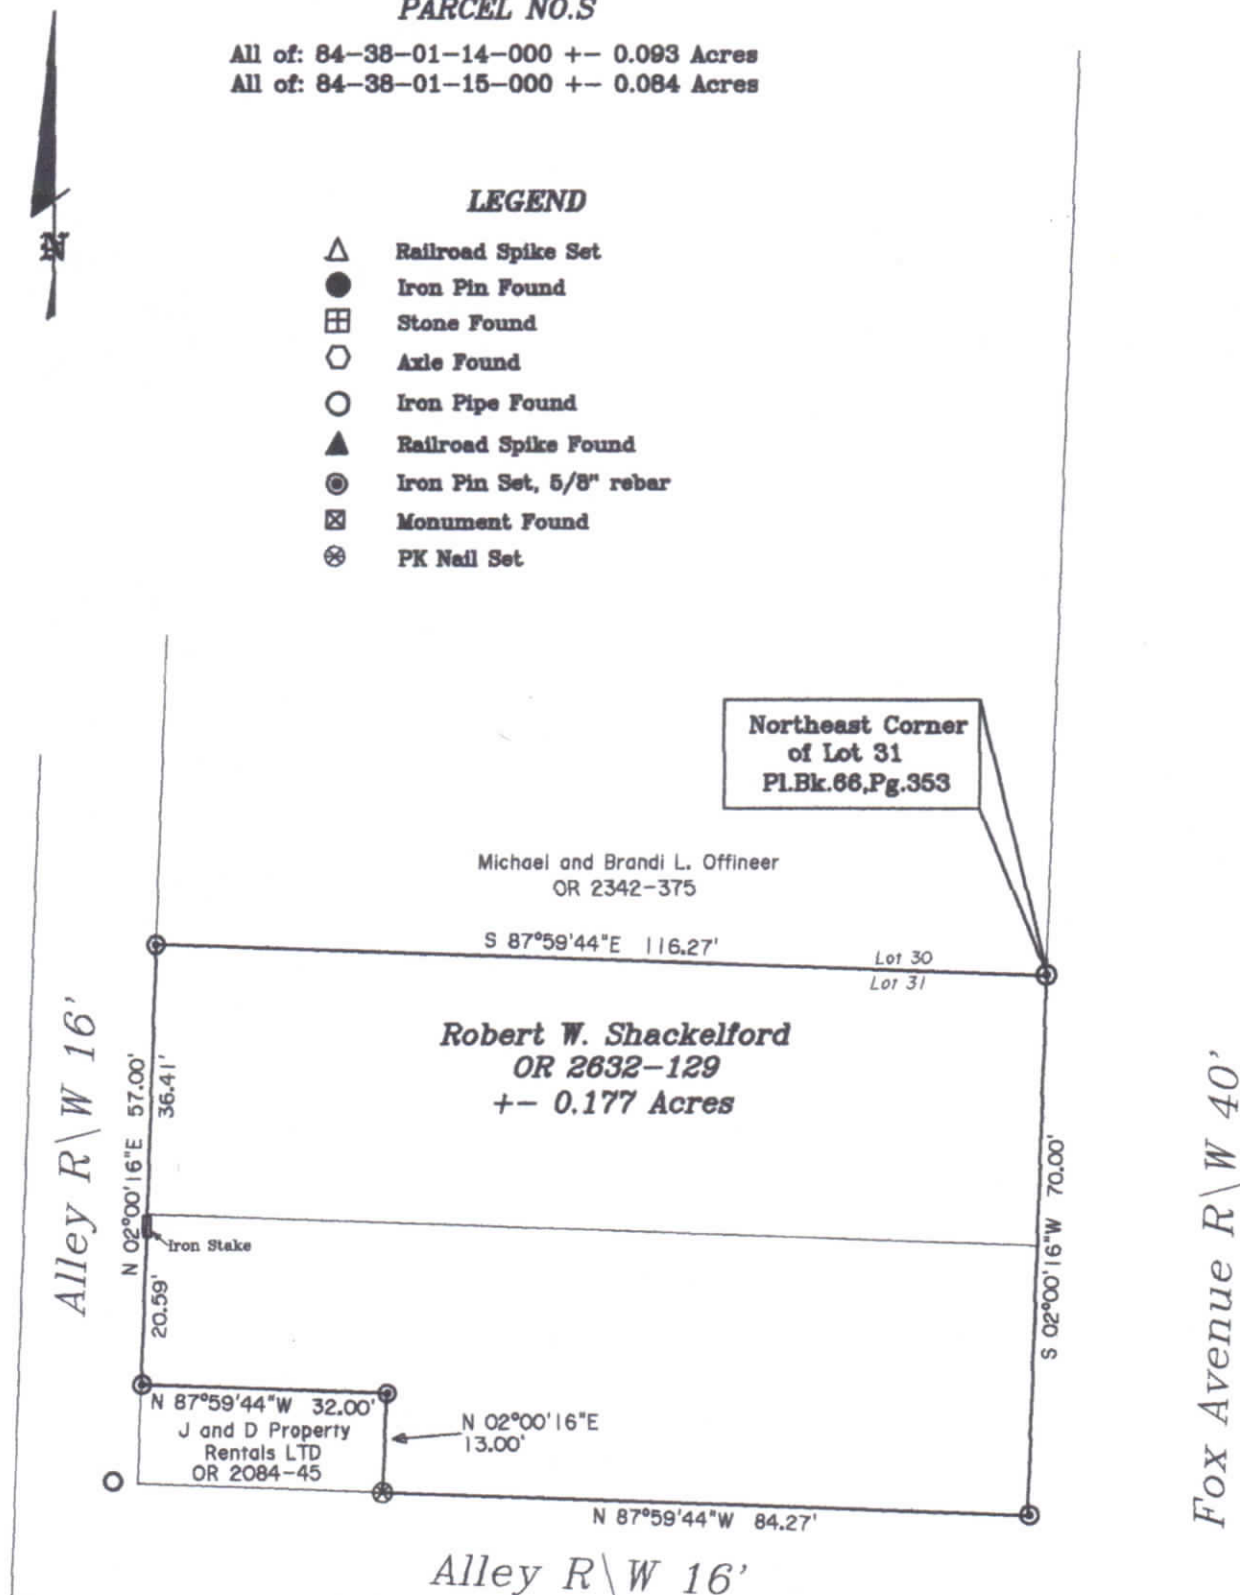 PARCEL NO.S
All of: 84-38-01-14-000 +- 0.093 Acres
All of: 84-38-01-15-000 +- 0.084 Acres
N
LEGEND
Railroad Spike Set
Iron Pin Found
Stone Found
Axle Found
Iron Pipe Found
Railroad Spike Found
Iron Pin Set, 5/8" rebar
Monument Found
PK Nail Set
Northeast Corner
of Lot 31
Pl.Bk.66,Pg.353
Michael and Brandi L. Offineer
OR 2342-375
S 87°59'44"E 116.27'
Lot 30
Lot 31
Robert W. Shackelford
OR 2632-129
+- 0.177 Acres
Alley R\W 16'
N 02°00'16"E 57.00'
36.41'
Iron Stake
20.59'
S 02°00'16"W 70.00'
Fox Avenue R\W 40'
N 87°59'44"W 32.00'
J and D Property
Rentals LTD
OR 2084-45
N 02°00'16"E
13.00'
N 87°59'44"W 84.27'
Alley R\W 16'